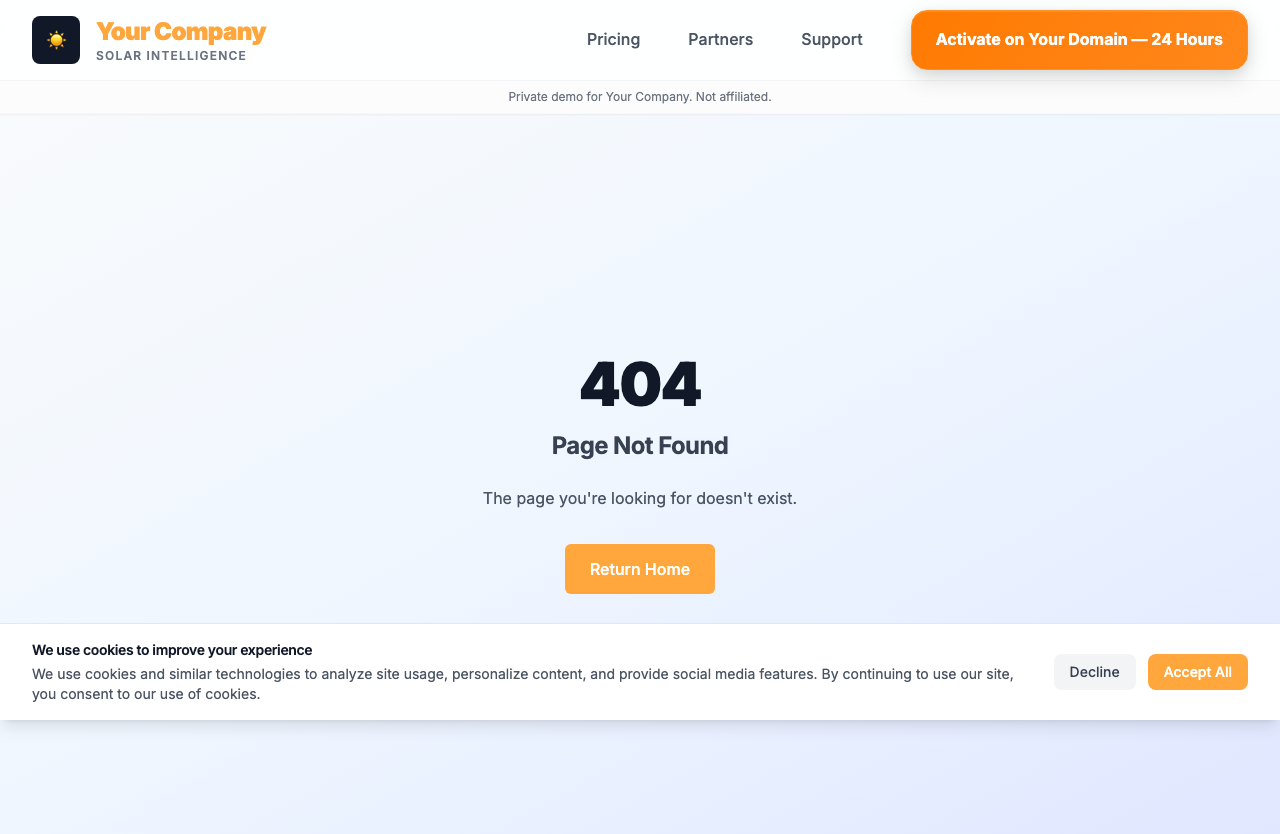 Your Company
SOLAR INTELLIGENCE
Pricing
Partners
Support
Activate on Your Domain — 24 Hours
Private demo for Your Company. Not affiliated.
404
Page Not Found
The page you're looking for doesn't exist.
Return Home
We use cookies to improve your experience
We use cookies and similar technologies to analyze site usage, personalize content, and provide social media features. By continuing to use our site,
you consent to our use of cookies.
Decline
Accept All